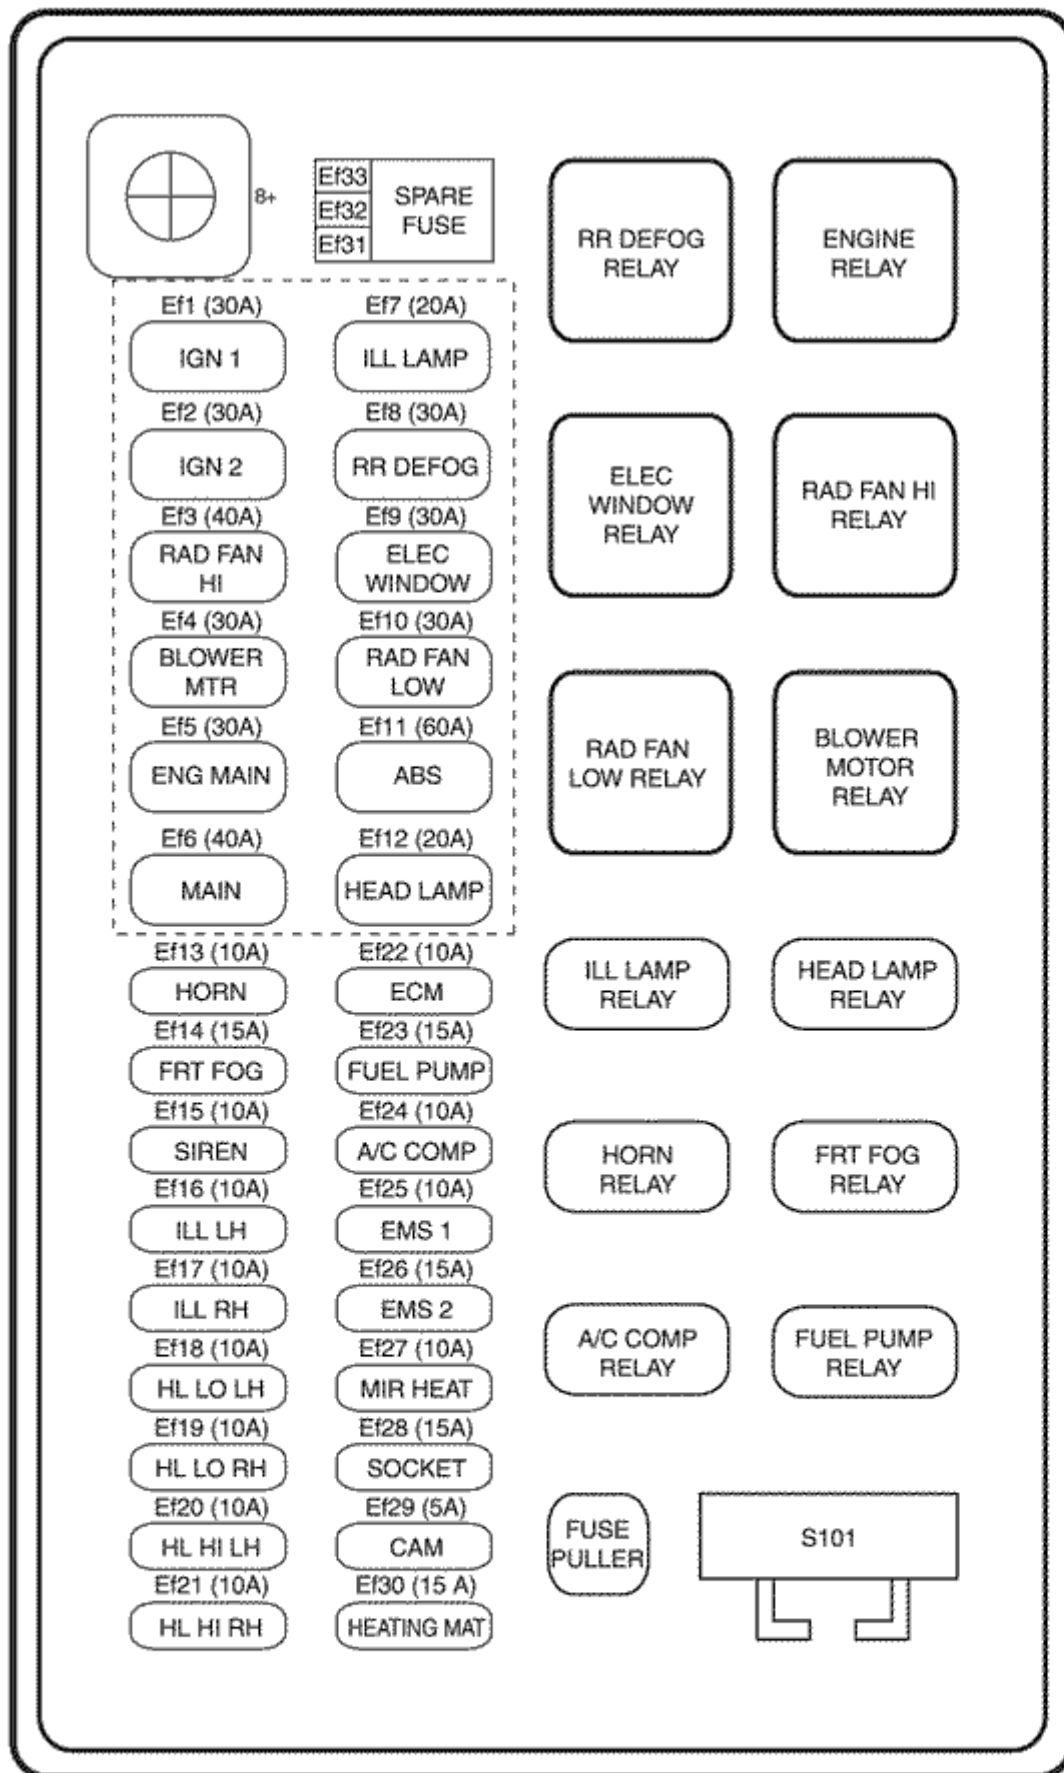 8+
Ef33
Ef32
Ef31
SPARE
FUSE
Ef1 (30A)
IGN 1
Ef2 (30A)
IGN 2
Ef3 (40A)
RAD FAN
HI
Ef4 (30A)
BLOWER
MTR
Ef5 (30A)
ENG MAIN
Ef6 (40A)
MAIN
Ef7 (20A)
ILL LAMP
Ef8 (30A)
RR DEFOG
Ef9 (30A)
ELEC
WINDOW
Ef10 (30A)
RAD FAN
LOW
Ef11 (60A)
ABS
Ef12 (20A)
HEAD LAMP
Ef13 (10A)
HORN
Ef14 (15A)
FRT FOG
Ef15 (10A)
SIREN
Ef16 (10A)
ILL LH
Ef17 (10A)
ILL RH
Ef18 (10A)
HL LO LH
Ef19 (10A)
HL LO RH
Ef20 (10A)
HL HI LH
Ef21 (10A)
HL HI RH
Ef22 (10A)
ECM
Ef23 (15A)
FUEL PUMP
Ef24 (10A)
A/C COMP
Ef25 (10A)
EMS 1
Ef26 (15A)
EMS 2
Ef27 (10A)
MIR HEAT
Ef28 (15A)
SOCKET
Ef29 (5A)
CAM
Ef30 (15 A)
HEATING MAT
RR DEFOG
RELAY
ENGINE
RELAY
ELEC
WINDOW
RELAY
RAD FAN HI
RELAY
RAD FAN
LOW RELAY
BLOWER
MOTOR
RELAY
ILL LAMP
RELAY
HEAD LAMP
RELAY
HORN
RELAY
FRT FOG
RELAY
A/C COMP
RELAY
FUEL PUMP
RELAY
FUSE
PULLER
S101